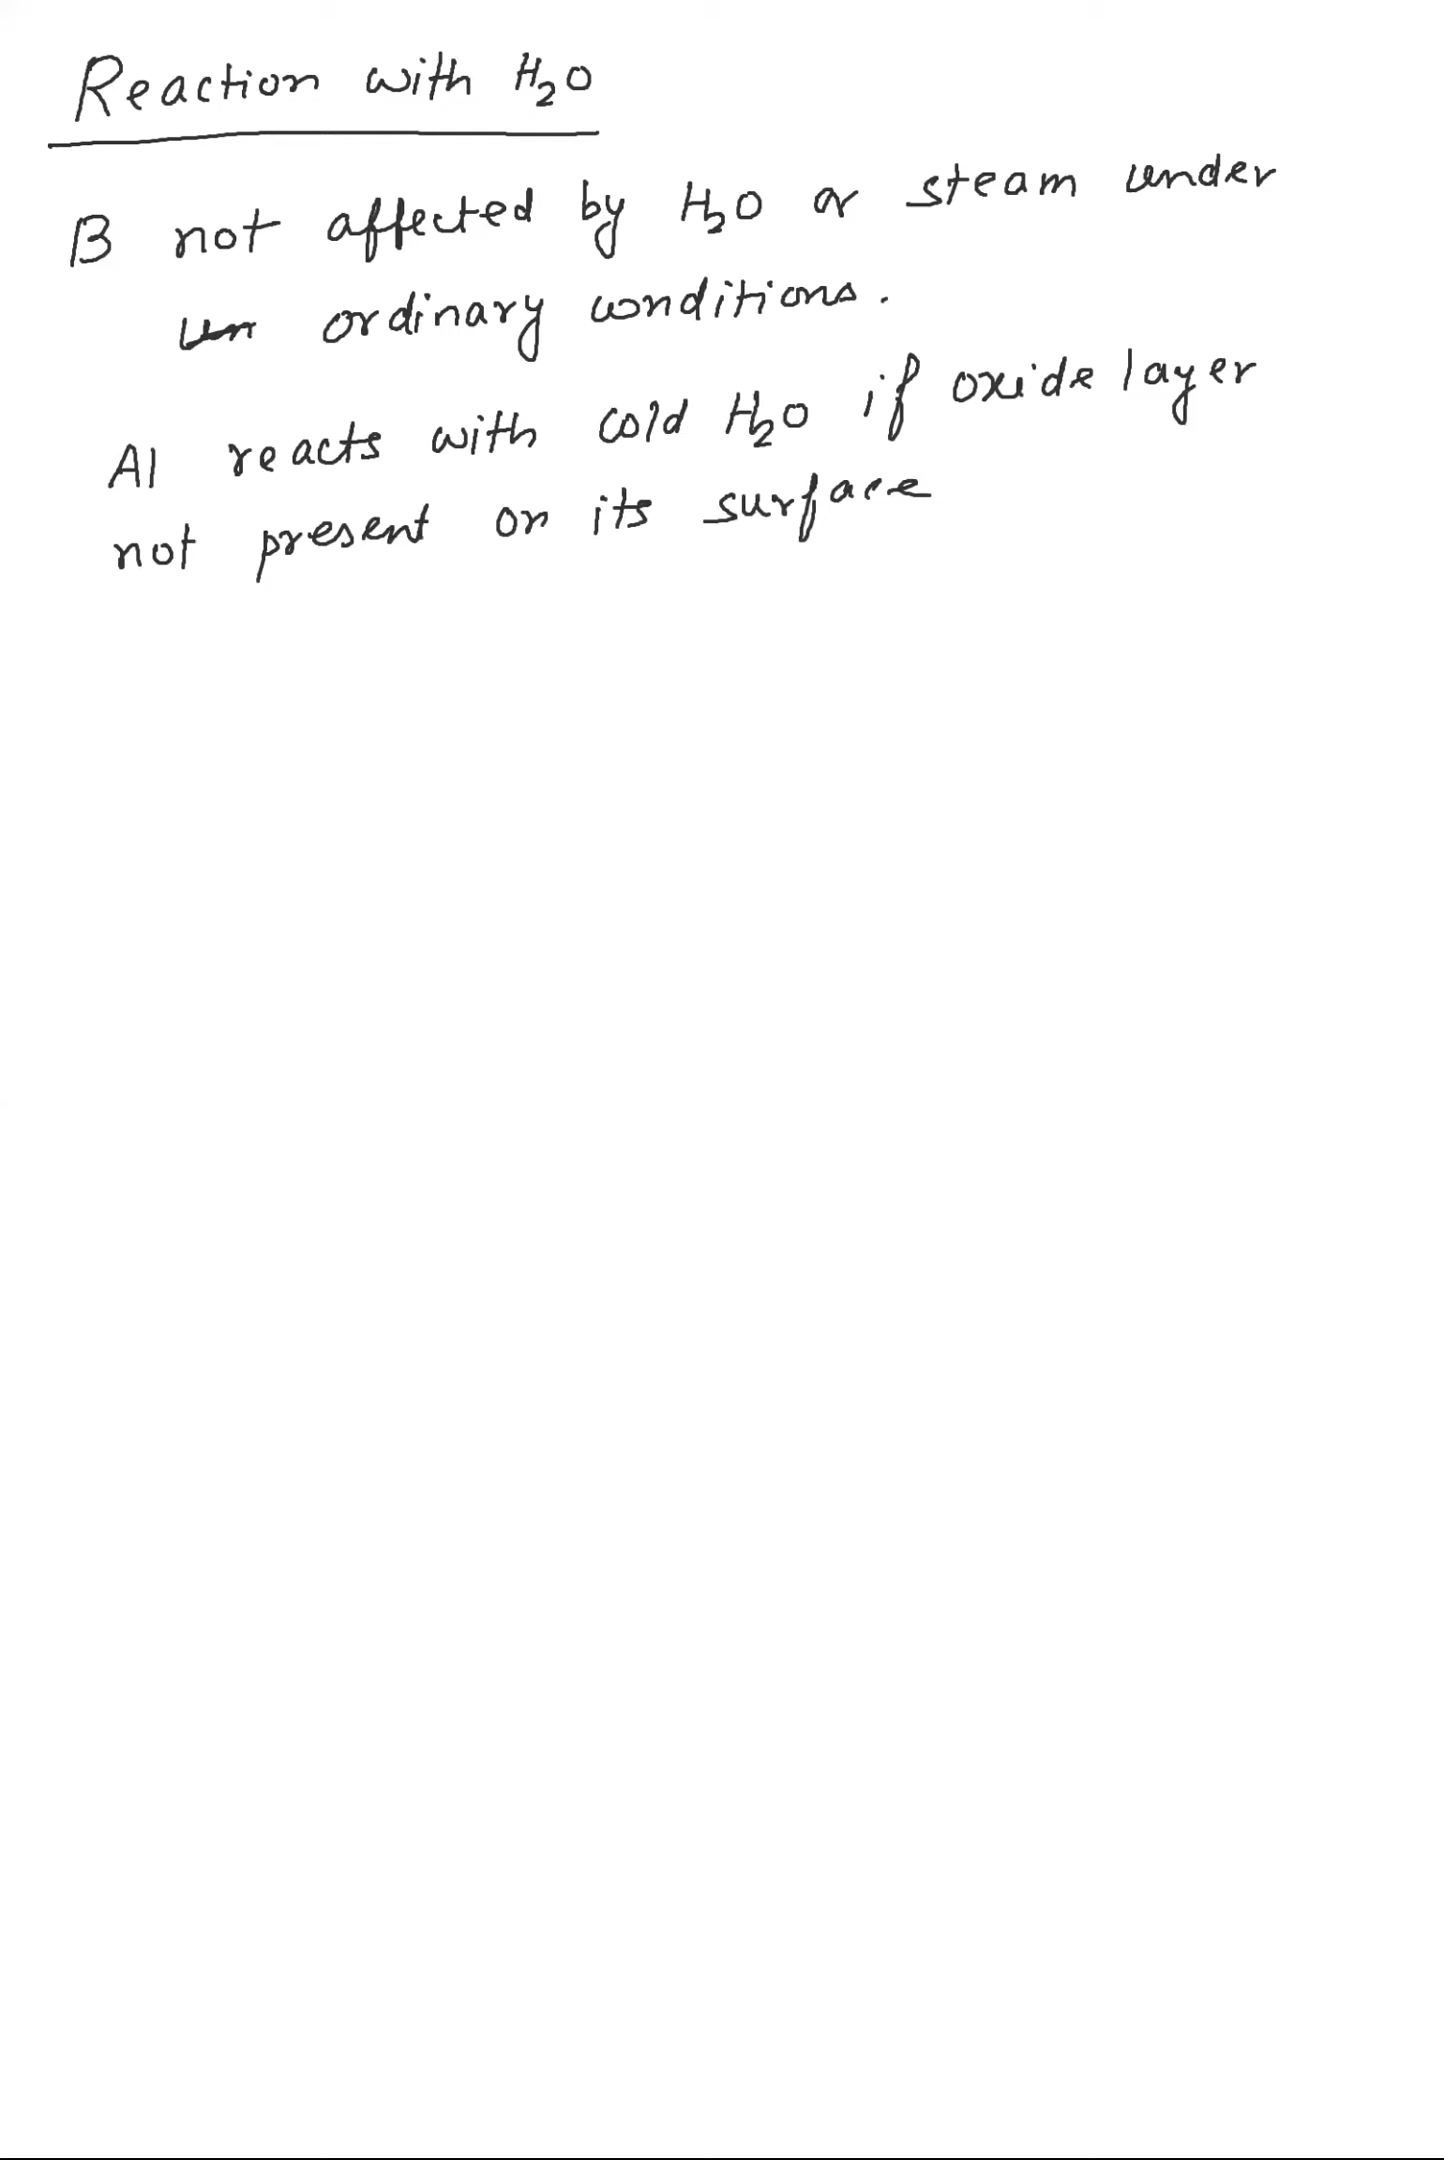 Reaction with H₂O
B not affected by H₂O or steam under
un ordinary conditions.
Al reacts with cold H₂O if oxide layer
not present on its surface